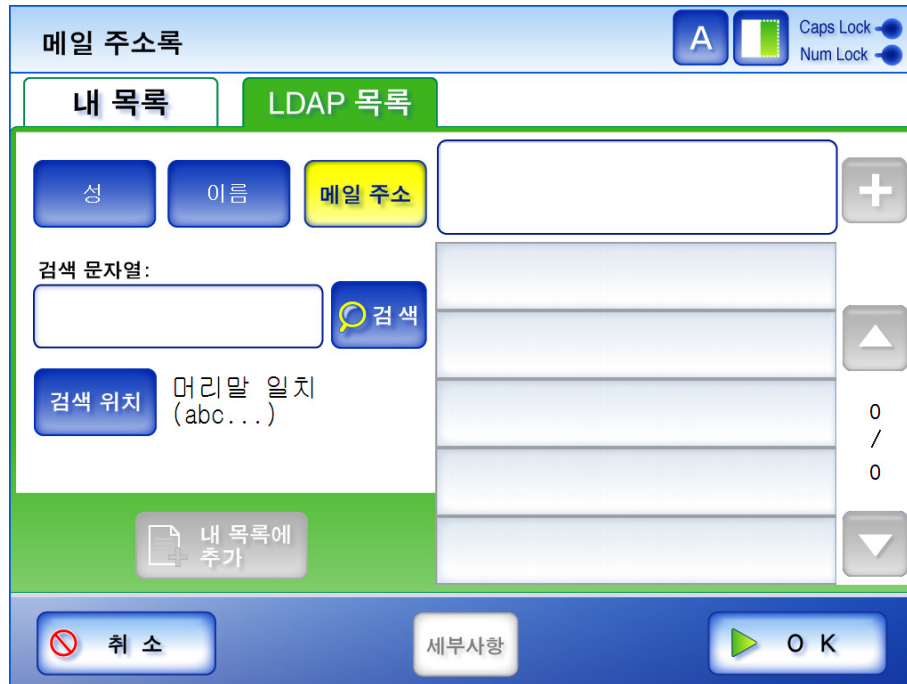 메일 주소록
A
Caps Lock
Num Lock
내 목록
LDAP 목록
성
이름
메일 주소
검색 문자열:
검색
검색 위치
머리말 일치
(abc...)
0
/
0
내 목록에
추가
취 소
세부사항
O K